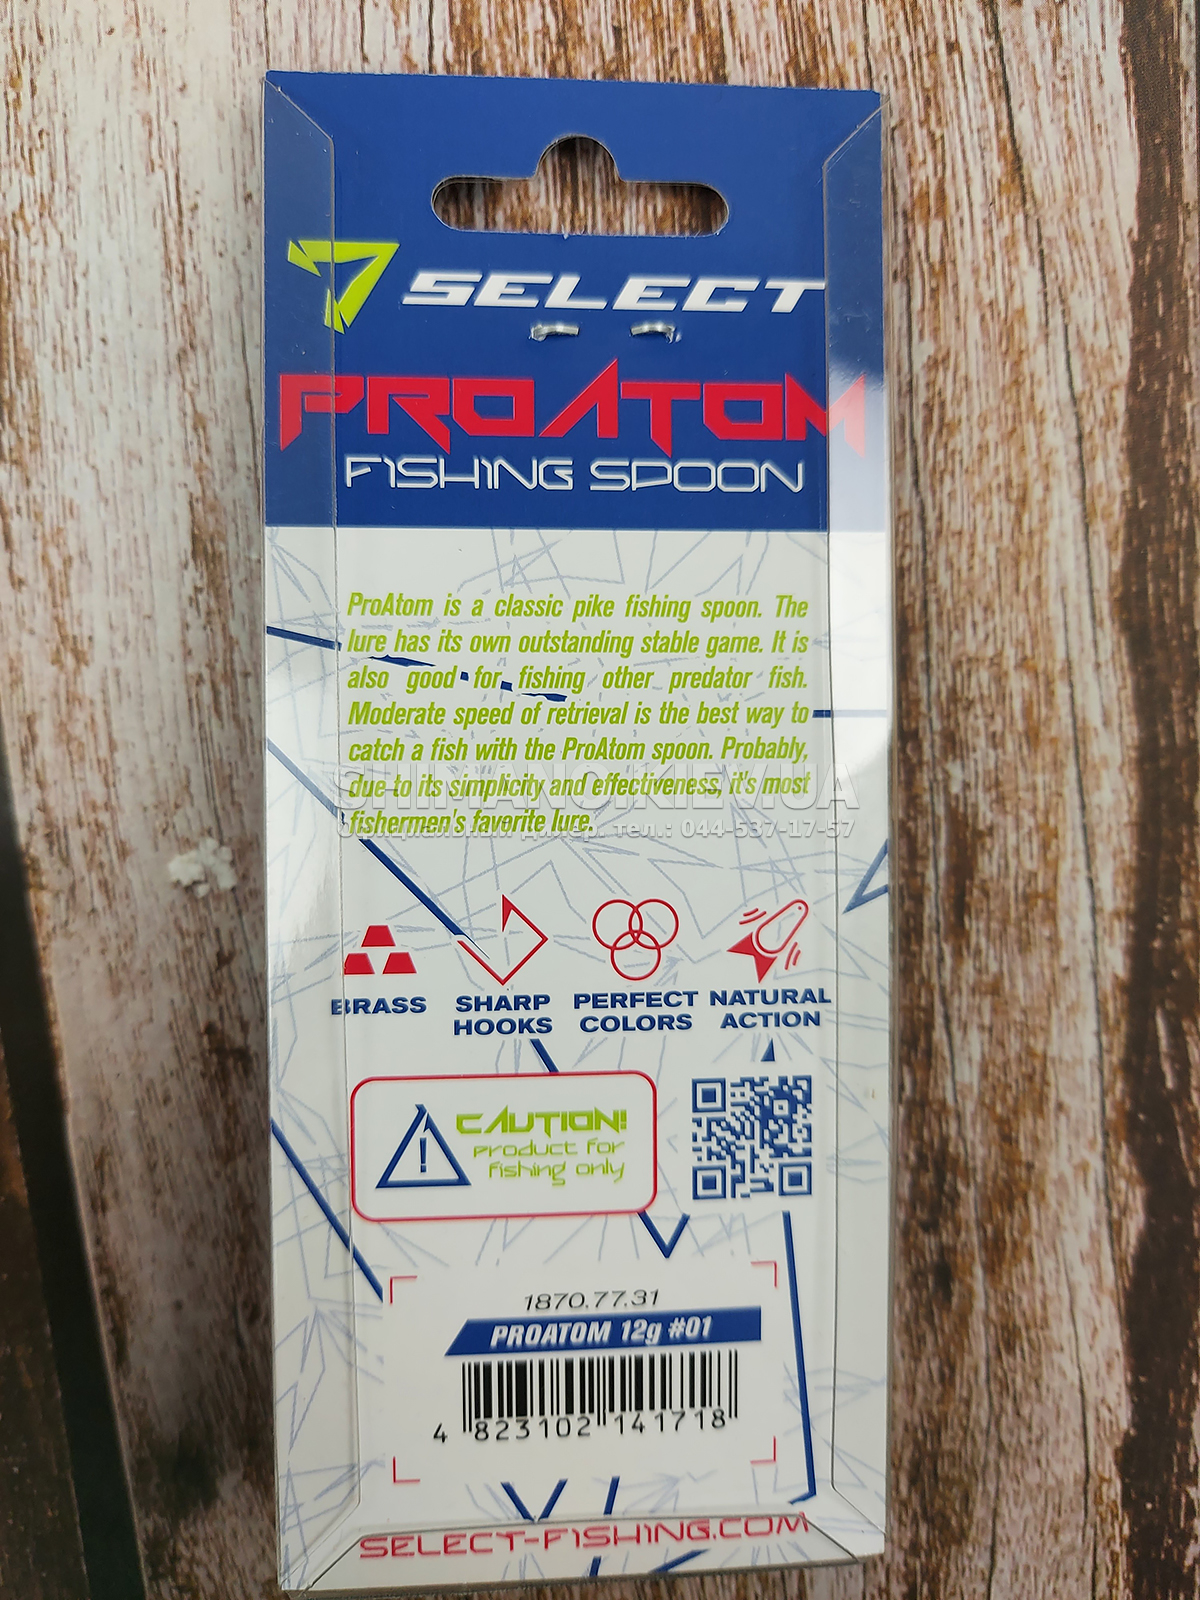 SELECT
PROATOM
FISHING SPOON
ProAtom is a classic pike fishing spoon. The
lure has its own outstanding stable game. It is
also good for fishing other predator fish.
Moderate speed of retrieval is the best way to
catch a fish with the ProAtom spoon. Probably,
due to its simplicity and effectiveness, it's most
fishermen's favorite lure.
SHIMANO.KIEV.UA
Официальный дилер. тел.: 044-537-17-57
BRASS
SHARP HOOKS
PERFECT COLORS
NATURAL ACTION
CAUTION!
product for
fishing only
1870.77.31
PROATOM 12g #01
4 823102 141718
SELECT-FISHING.COM